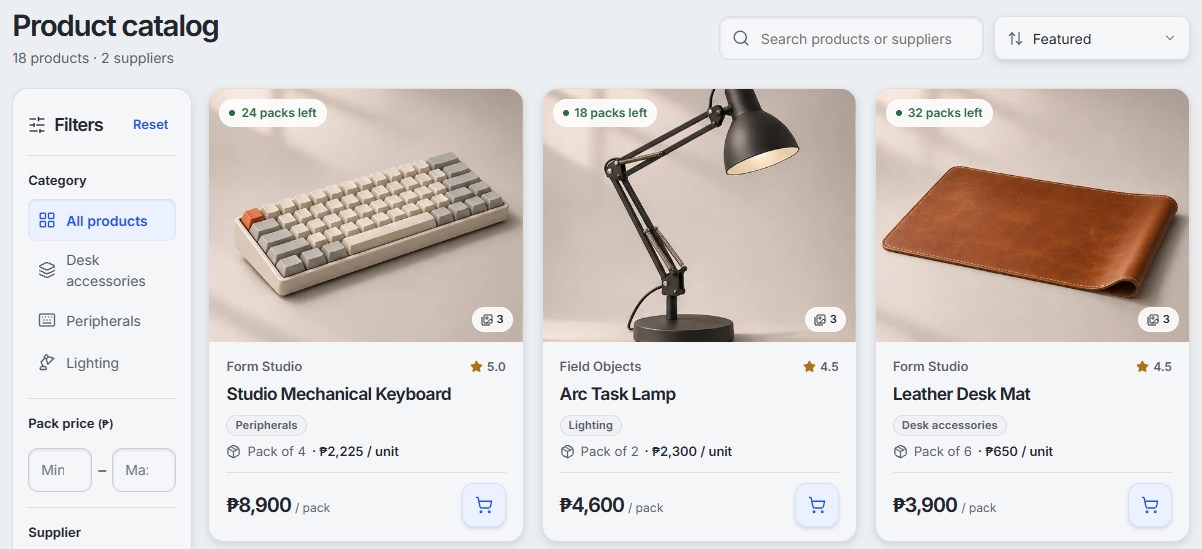 Product catalog
18 products · 2 suppliers
Search products or suppliers
Featured
Filters
Reset
Category
All products
Desk
accessories
Peripherals
Lighting
Pack price (₱)
Min – Ma
Supplier
24 packs left
3
Form Studio
5.0
Studio Mechanical Keyboard
Peripherals
Pack of 4 · ₱2,225 / unit
₱8,900 / pack
18 packs left
3
Field Objects
4.5
Arc Task Lamp
Lighting
Pack of 2 · ₱2,300 / unit
₱4,600 / pack
32 packs left
3
Form Studio
4.5
Leather Desk Mat
Desk accessories
Pack of 6 · ₱650 / unit
₱3,900 / pack